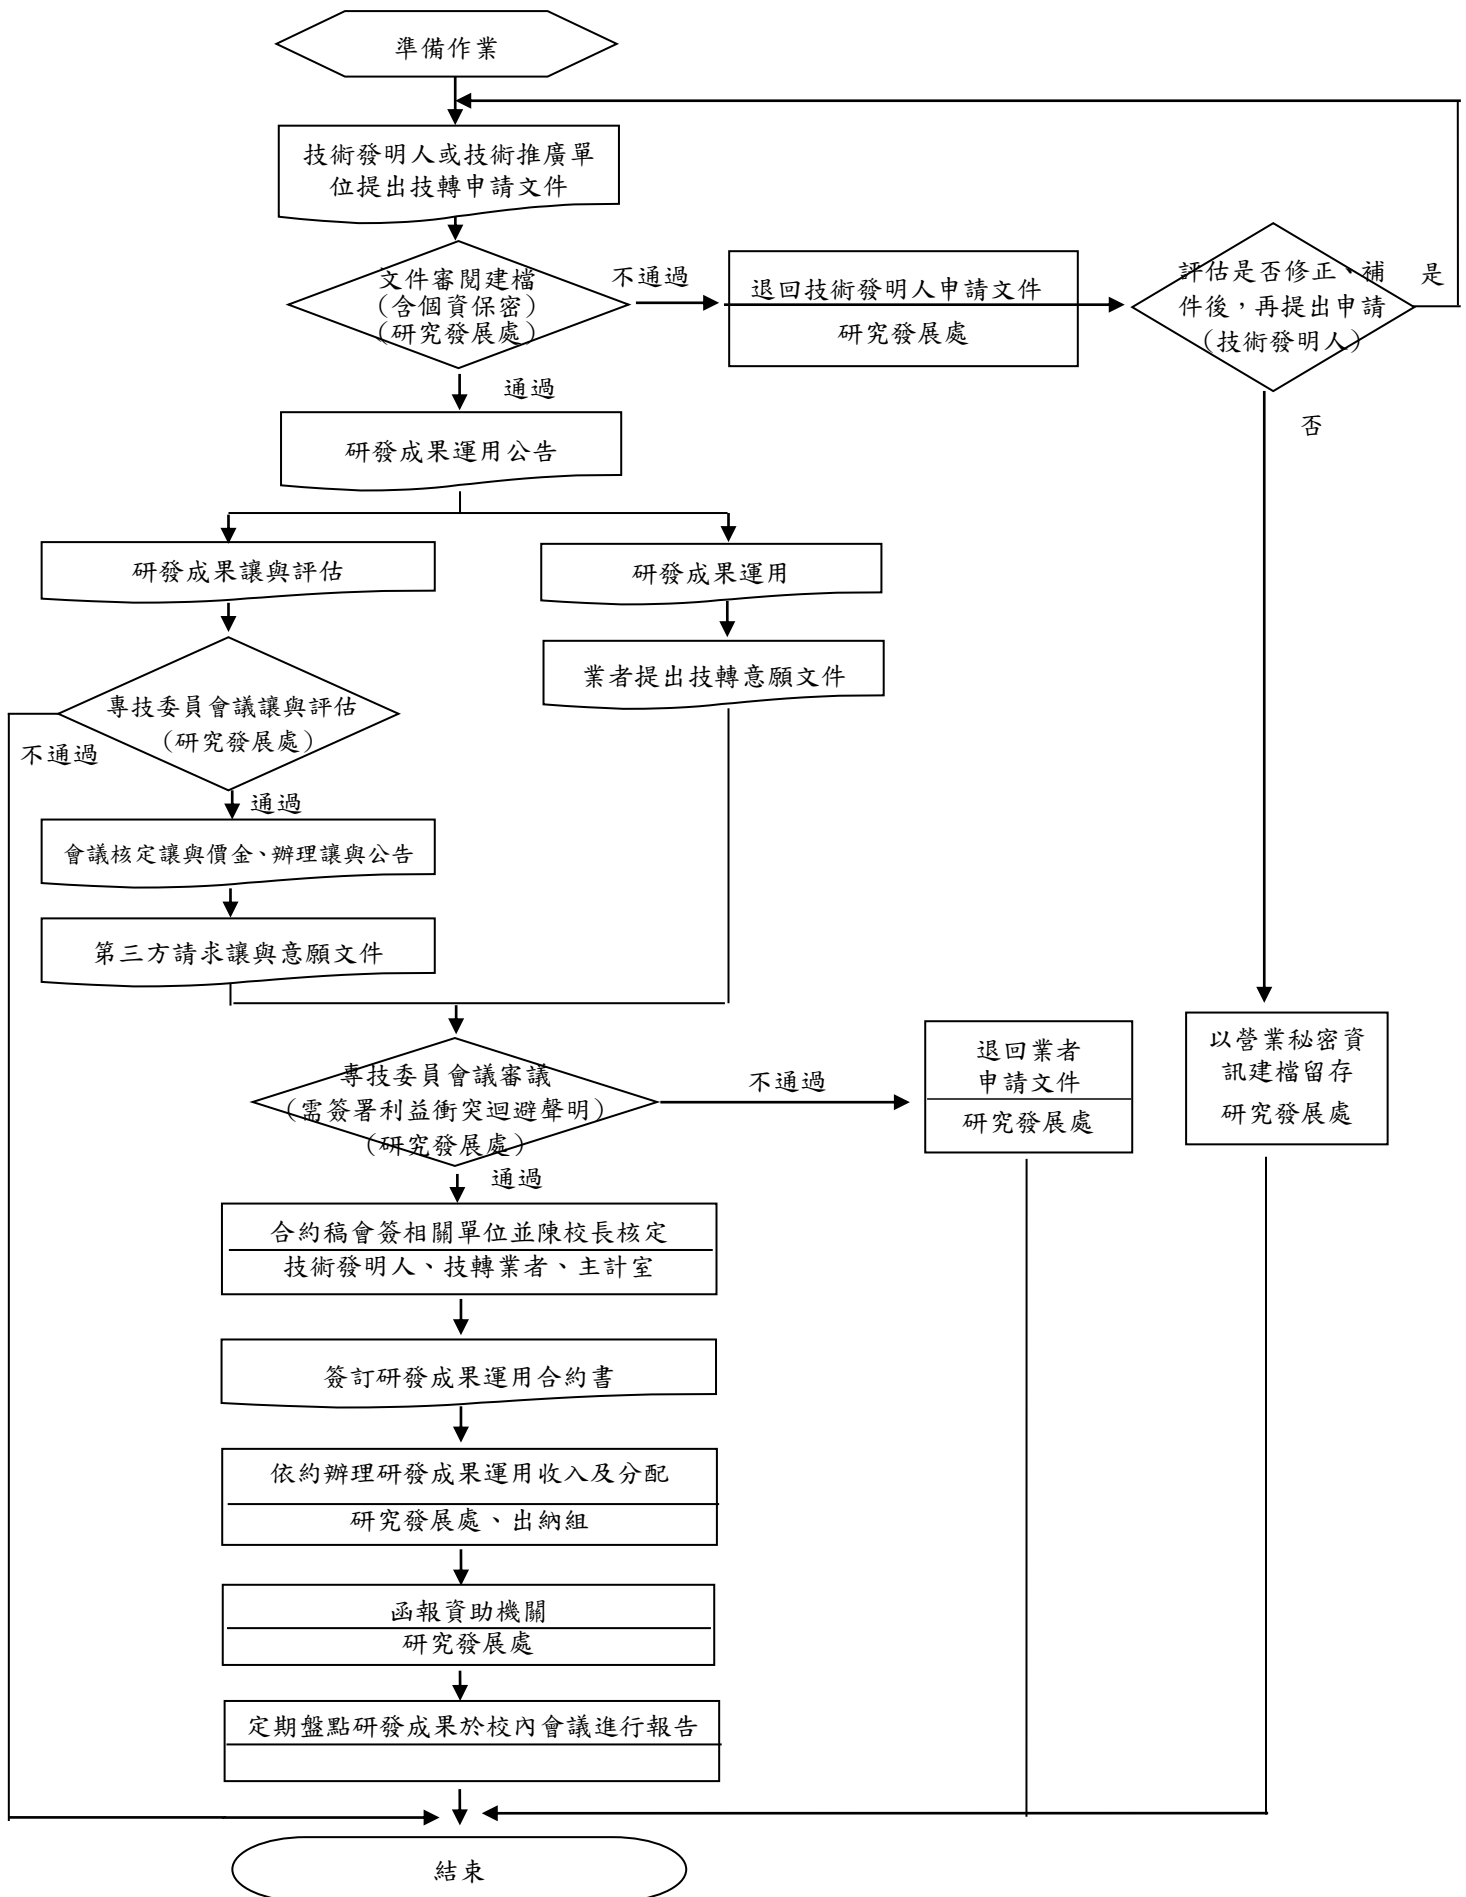 準備作業
技術發明人或技術推廣單
位提出技轉申請文件
文件審閱建檔
（含個資保密）
（研究發展處）
不通過
退回技術發明人申請文件
研究發展處
評估是否修正、補
件後，再提出申請
（技術發明人）
是
通過
否
研發成果運用公告
研發成果讓與評估
研發成果運用
業者提出技轉意願文件
專技委員會議讓與評估
（研究發展處）
不通過
通過
會議核定讓與價金、辦理讓與公告
第三方請求讓與意願文件
專技委員會議審議
（需簽署利益衝突迴避聲明）
（研究發展處）
不通過
退回業者
申請文件
研究發展處
以營業秘密資
訊建檔留存
研究發展處
通過
合約稿會簽相關單位並陳校長核定
技術發明人、技轉業者、主計室
簽訂研發成果運用合約書
依約辦理研發成果運用收入及分配
研究發展處、出納組
函報資助機關
研究發展處
定期盤點研發成果於校內會議進行報告
結束